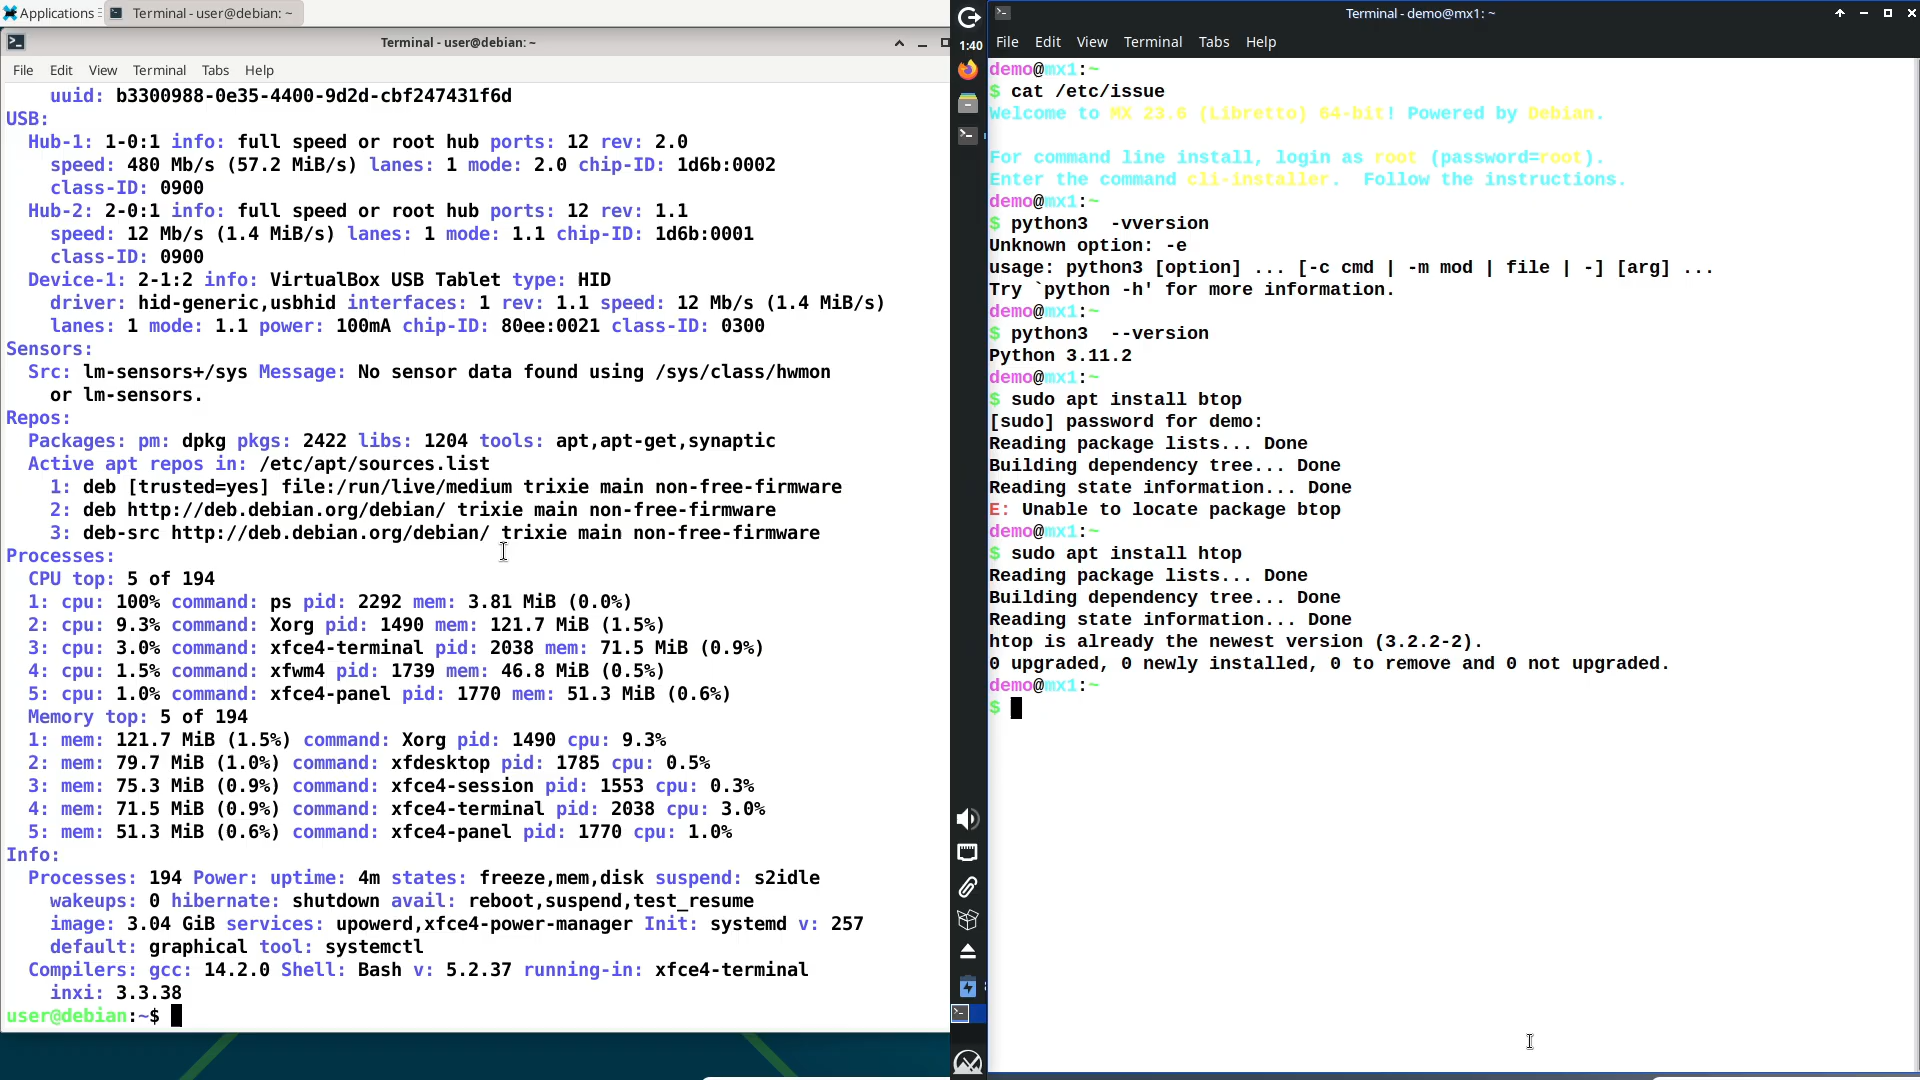 Applications
Terminal - user@debian: ~
Terminal - user@debian: ~
File Edit View Terminal Tabs Help
uuid: b3300988-0e35-4400-9d2d-cbf247431f6d
USB:
Hub-1: 1-0:1 info: full speed or root hub ports: 12 rev: 2.0
speed: 480 Mb/s (57.2 MiB/s) lanes: 1 mode: 2.0 chip-ID: 1d6b:0002
class-ID: 0900
Hub-2: 2-0:1 info: full speed or root hub ports: 12 rev: 1.1
speed: 12 Mb/s (1.4 MiB/s) lanes: 1 mode: 1.1 chip-ID: 1d6b:0001
class-ID: 0900
Device-1: 2-1:2 info: VirtualBox USB Tablet type: HID
driver: hid-generic,usbhid interfaces: 1 rev: 1.1 speed: 12 Mb/s (1.4 MiB/s)
lanes: 1 mode: 1.1 power: 100mA chip-ID: 80ee:0021 class-ID: 0300
Sensors:
Src: lm-sensors+/sys Message: No sensor data found using /sys/class/hwmon
or lm-sensors.
Repos:
Packages: pm: dpkg pkgs: 2422 libs: 1204 tools: apt,apt-get,synaptic
Active apt repos in: /etc/apt/sources.list
1: deb [trusted=yes] file:/run/live/medium trixie main non-free-firmware
2: deb http://deb.debian.org/debian/ trixie main non-free-firmware
3: deb-src http://deb.debian.org/debian/ trixie main non-free-firmware
Processes:
CPU top: 5 of 194
1: cpu: 100% command: ps pid: 2292 mem: 3.81 MiB (0.0%)
2: cpu: 9.3% command: Xorg pid: 1490 mem: 121.7 MiB (1.5%)
3: cpu: 3.0% command: xfce4-terminal pid: 2038 mem: 71.5 MiB (0.9%)
4: cpu: 1.5% command: xfwm4 pid: 1739 mem: 46.8 MiB (0.5%)
5: cpu: 1.0% command: xfce4-panel pid: 1770 mem: 51.3 MiB (0.6%)
Memory top: 5 of 194
1: mem: 121.7 MiB (1.5%) command: Xorg pid: 1490 cpu: 9.3%
2: mem: 79.7 MiB (1.0%) command: xfdesktop pid: 1785 cpu: 0.5%
3: mem: 75.3 MiB (0.9%) command: xfce4-session pid: 1553 cpu: 0.3%
4: mem: 71.5 MiB (0.9%) command: xfce4-terminal pid: 2038 cpu: 3.0%
5: mem: 51.3 MiB (0.6%) command: xfce4-panel pid: 1770 cpu: 1.0%
Info:
Processes: 194 Power: uptime: 4m states: freeze,mem,disk suspend: s2idle
wakeups: 0 hibernate: shutdown avail: reboot,suspend,test_resume
image: 3.04 GiB services: upowerd,xfce4-power-manager Init: systemd v: 257
default: graphical tool: systemctl
Compilers: gcc: 14.2.0 Shell: Bash v: 5.2.37 running-in: xfce4-terminal
inxi: 3.3.38
user@debian:~$
1:40
Terminal - demo@mx1: ~
File Edit View Terminal Tabs Help
demo@mx1:~
$ cat /etc/issue
Welcome to MX 23.6 (Libretto) 64-bit! Powered by Debian.
For command line install, login as root (password=root).
Enter the command cli-installer.  Follow the instructions.
demo@mx1:~
$ python3  -vversion
Unknown option: -e
usage: python3 [option] ... [-c cmd | -m mod | file | -] [arg] ...
Try `python -h' for more information.
demo@mx1:~
$ python3  --version
Python 3.11.2
demo@mx1:~
$ sudo apt install btop
[sudo] password for demo:
Reading package lists... Done
Building dependency tree... Done
Reading state information... Done
E: Unable to locate package btop
demo@mx1:~
$ sudo apt install htop
Reading package lists... Done
Building dependency tree... Done
Reading state information... Done
htop is already the newest version (3.2.2-2).
0 upgraded, 0 newly installed, 0 to remove and 0 not upgraded.
demo@mx1:~
$